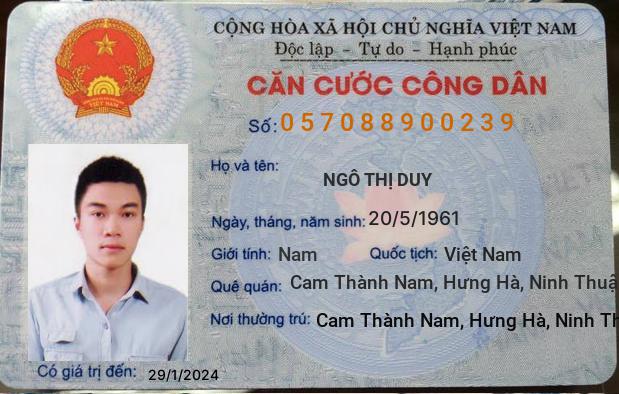 CỘNG HÒA XÃ HỘI CHỦ NGHĨA VIỆT NAM
Độc lập - Tự do - Hạnh phúc
CĂN CƯỚC CÔNG DÂN
Số: 057088900239
Họ và tên:
NGÔ THỊ DUY
Ngày, tháng, năm sinh: 20/5/1961
Giới tính: Nam Quốc tịch: Việt Nam
Quê quán: Cam Thành Nam, Hưng Hà, Ninh Thuậ
Nơi thường trú: Cam Thành Nam, Hưng Hà, Ninh Th
Có giá trị đến: 29/1/2024